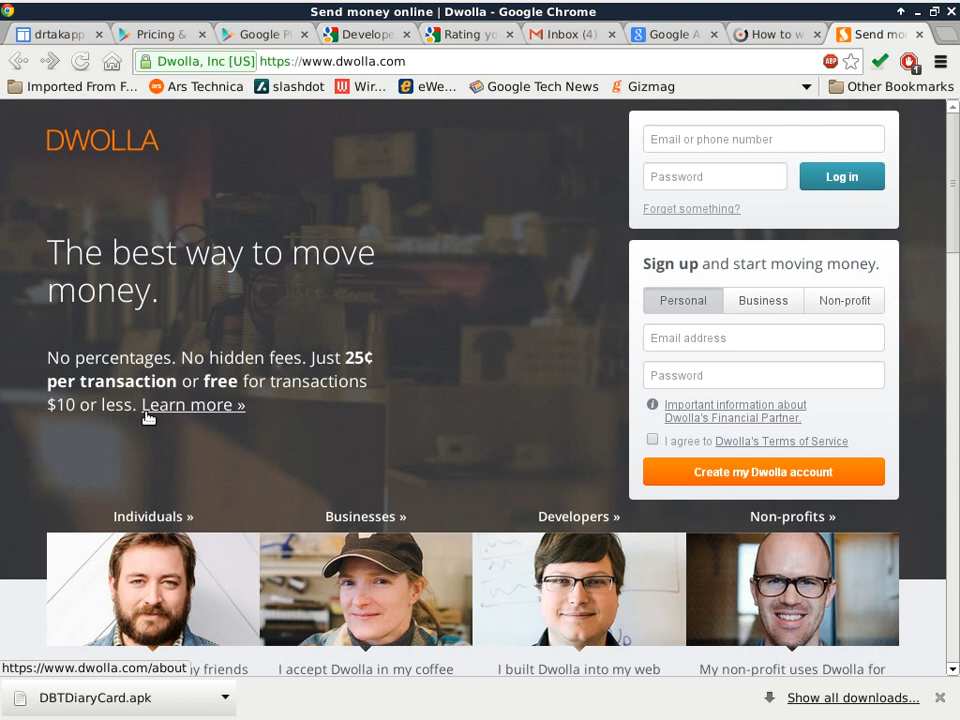 Send money online | Dwolla - Google Chrome
drtakapp
Pricing &
Google P
Develope
Rating yo
Inbox (4)
Google A
How to w
Send mo
Dwolla, Inc [US] https://www.dwolla.com
ABP
1
Imported From F...
Ars Technica
slashdot
Wir...
eWe...
Google Tech News
Gizmag
Other Bookmarks
DWOLLA
Email or phone number
Password
Log in
Forget something?
The best way to move
money.
No percentages. No hidden fees. Just 25¢
per transaction or free for transactions
$10 or less. Learn more »
Sign up and start moving money.
Personal
Business
Non-profit
Email address
Password
Important information about
Dwolla's Financial Partner.
I agree to Dwolla's Terms of Service
Create my Dwolla account
Individuals »
Businesses »
Developers »
Non-profits »
https://www.dwolla.com/about
my friends
I accept Dwolla in my coffee
I built Dwolla into my web
My non-profit uses Dwolla for
DBTDiaryCard.apk
Show all downloads...